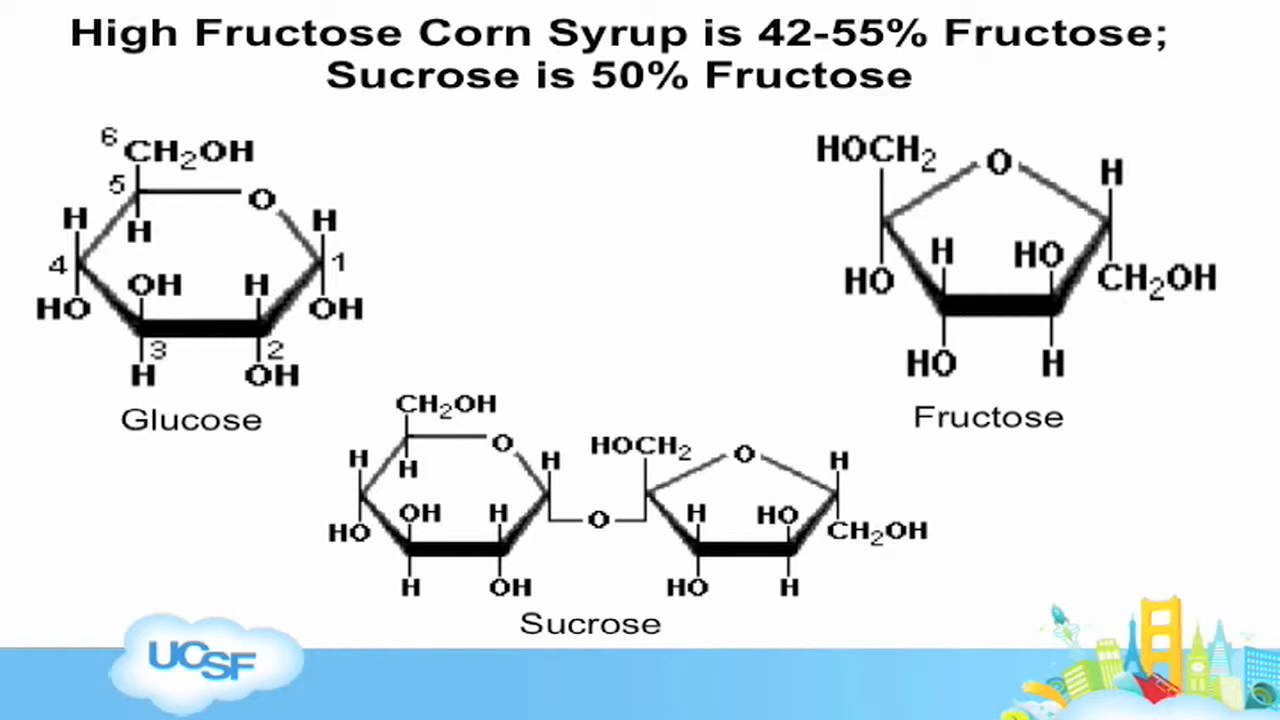 High Fructose Corn Syrup is 42-55% Fructose;
Sucrose is 50% Fructose
6
CH2OH
5
O
H
H
H
4
1
OH
H
HO
OH
3
2
H
OH
Glucose
HOCH2
O
H
H
HO
HO
CH2OH
HO
H
Fructose
CH2OH
O
HOCH2
O
H
H
H
H
OH
H
O
H
HO
HO
CH2OH
H
OH
HO
H
Sucrose
UCSF